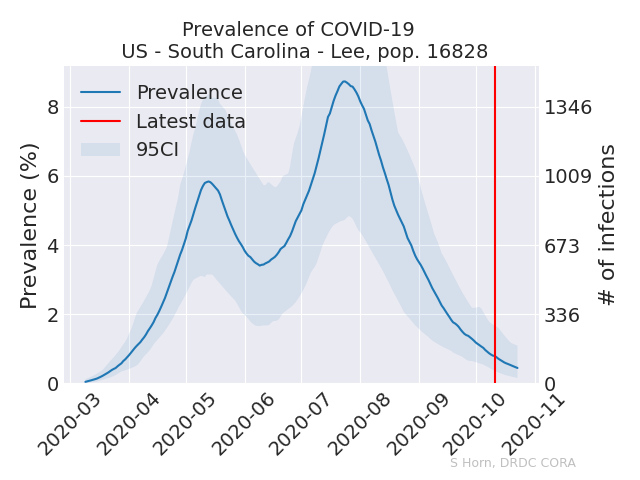 Prevalence of COVID-19
US - South Carolina - Lee, pop. 16828
Prevalence
Latest data
95CI
Prevalence (%)
8
6
4
2
0
1346
1009
673
336
0
# of infections
2020-03
2020-04
2020-05
2020-06
2020-07
2020-08
2020-09
2020-10
2020-11
S Horn, DRDC CORA